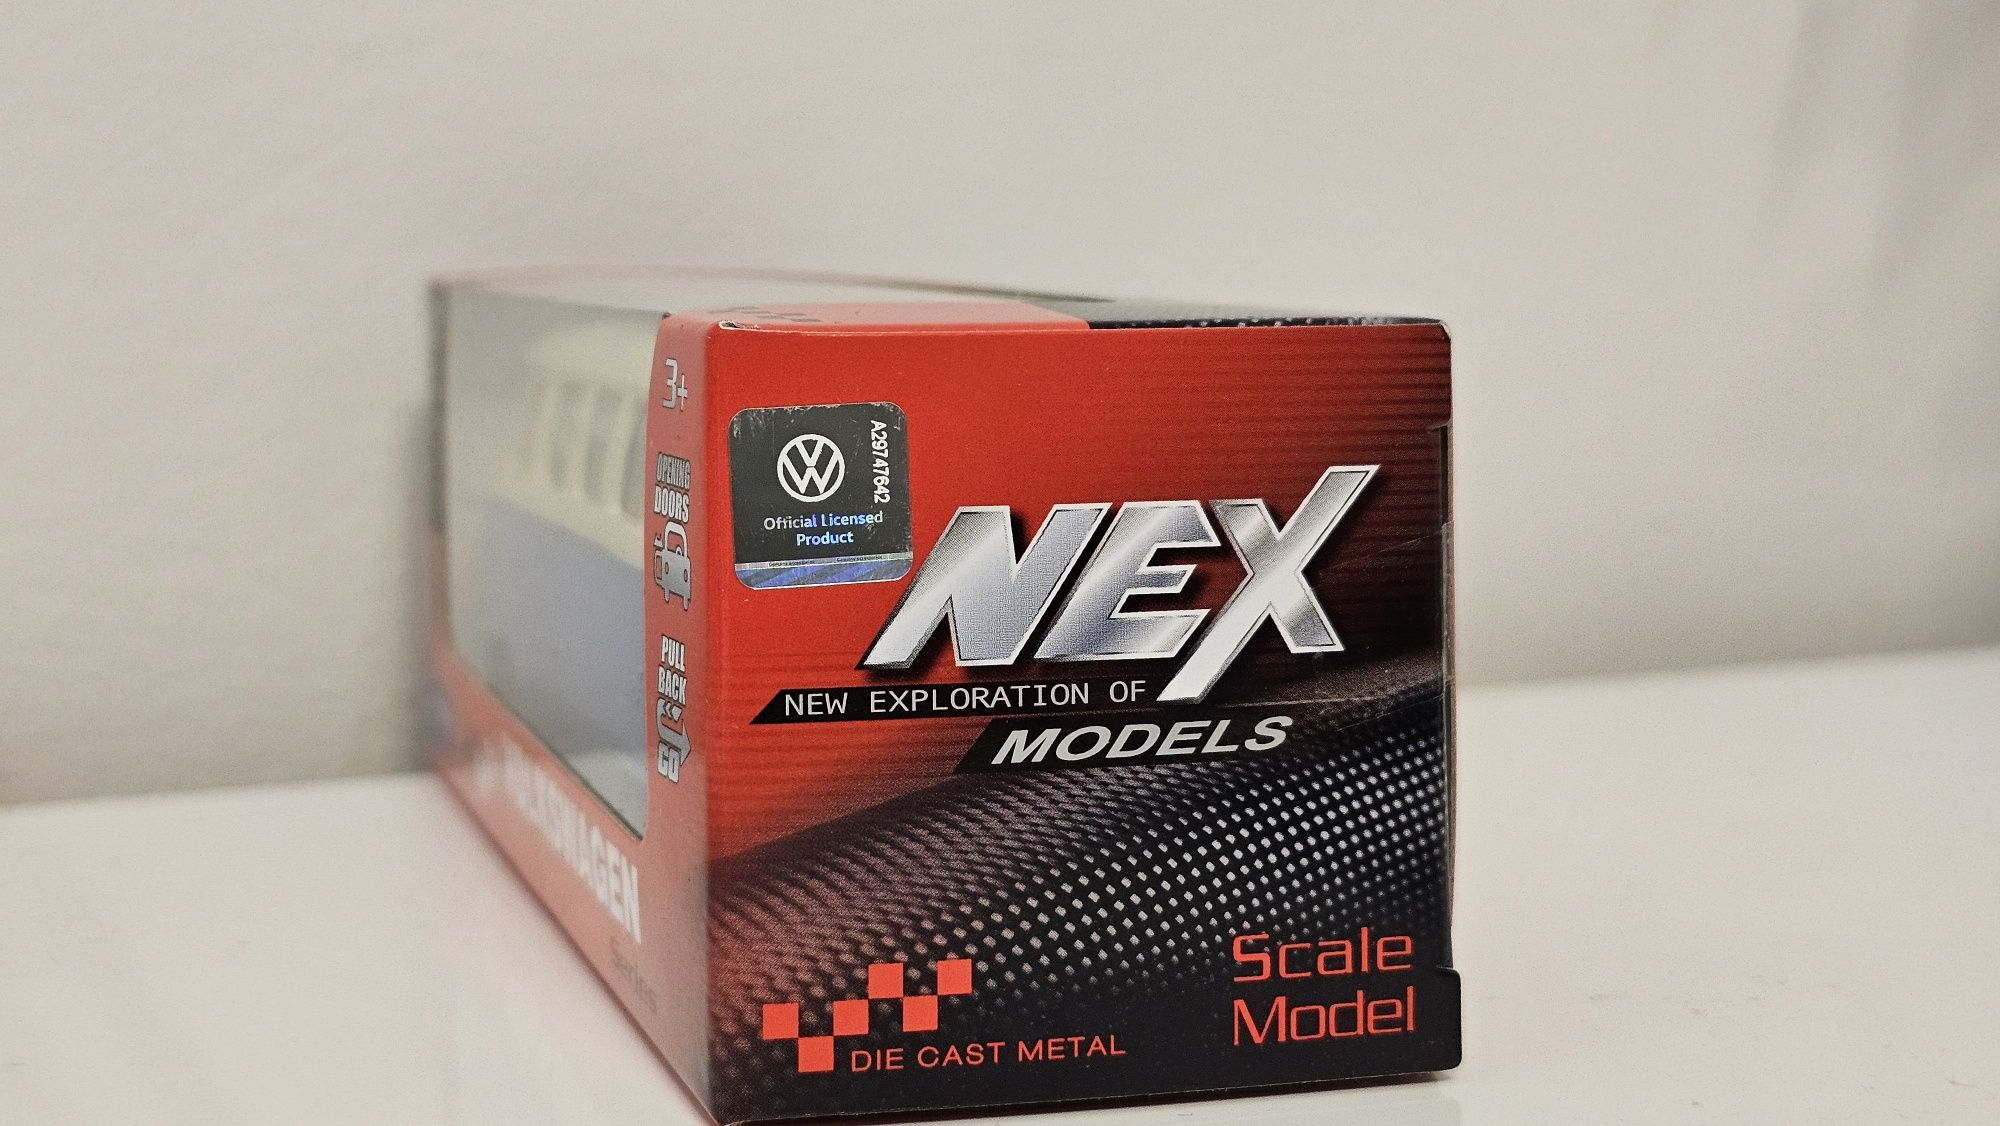 3+
OPENING
DOORS
PULL
BACK
GO
VOLKSWAGEN
A29747642
Official Licensed
Product
NEX
NEW EXPLORATION OF
MODELS
Scale
Model
DIE CAST METAL